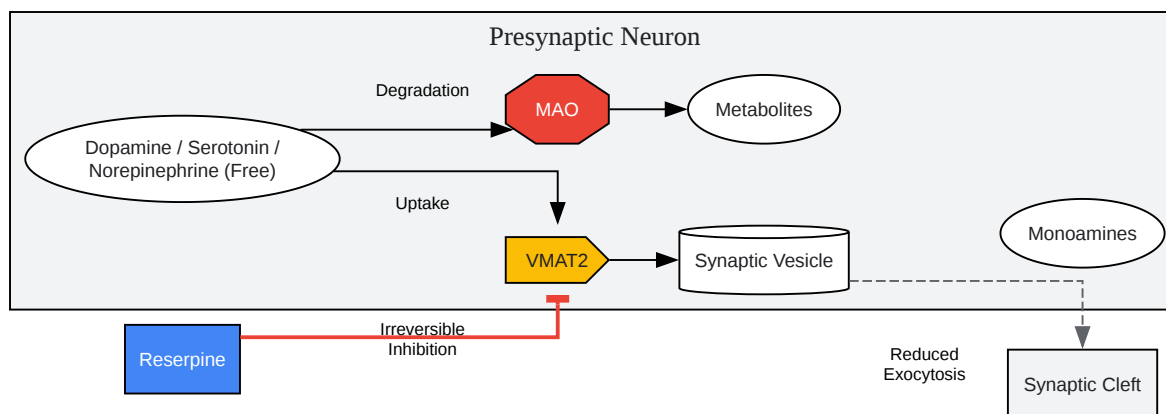 Presynaptic Neuron
Degradation
MAO
Metabolites
Dopamine / Serotonin /
Norepinephrine (Free)
Uptake
Monoamines
VMAT2
Synaptic Vesicle
Reserpine
Irreversible
Inhibition
Reduced
Exocytosis
Synaptic Cleft